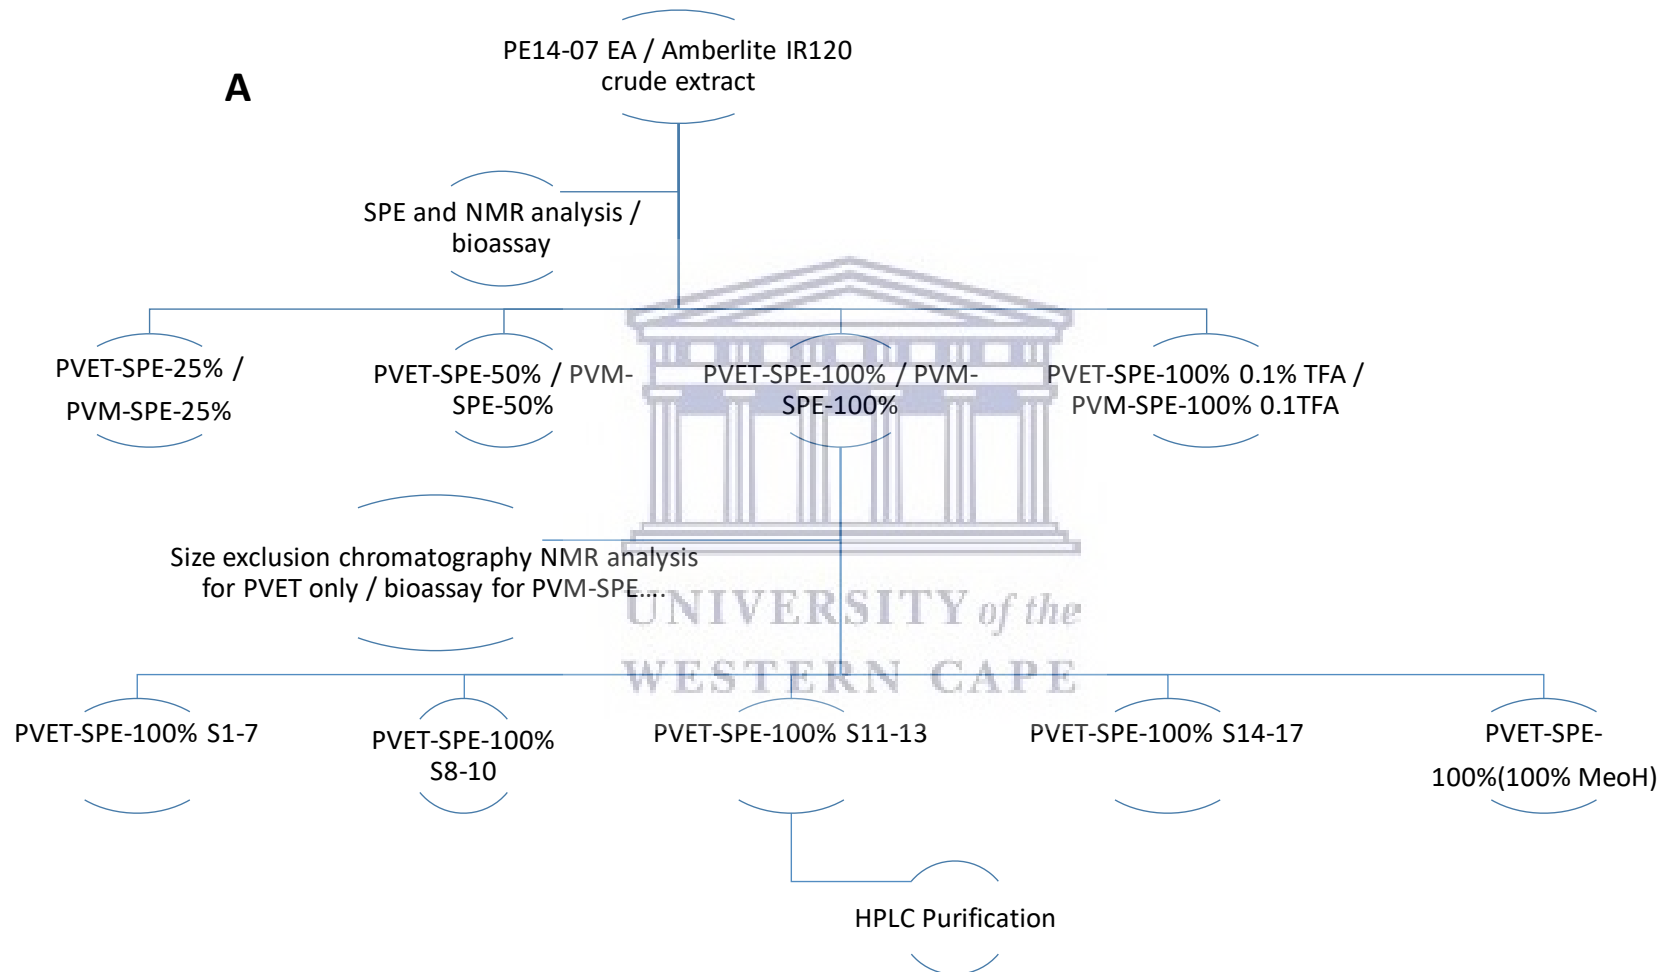 PE14-07 EA / Amberlite IR120
crude extract
A
SPE and NMR analysis /
bioassay
PVET-SPE-25% /
PVM-SPE-25%
PVET-SPE-50% / PVM-
SPE-50%
PVET-SPE-100% / PVM-
SPE-100%
PVET-SPE-100% 0.1% TFA /
PVM-SPE-100% 0.1TFA
Size exclusion chromatography NMR analysis
for PVET only / bioassay for PVM-SPE....
UNIVERSITY of the
WESTERN CAPE
PVET-SPE-100% S1-7
PVET-SPE-100%
S8-10
PVET-SPE-100% S11-13
PVET-SPE-100% S14-17
PVET-SPE-
100%(100% MeoH)
HPLC Purification